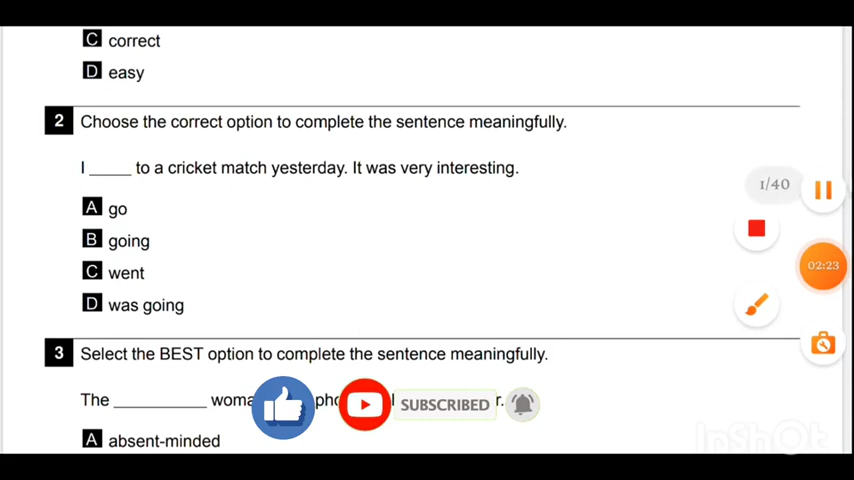 C correct
D easy
2 Choose the correct option to complete the sentence meaningfully.
I _____ to a cricket match yesterday. It was very interesting.
1/40
A go
B going
C went
D was going
02:23
3 Select the BEST option to complete the sentence meaningfully.
The __________
SUBSCRIBED
A absent-minded
InShOt